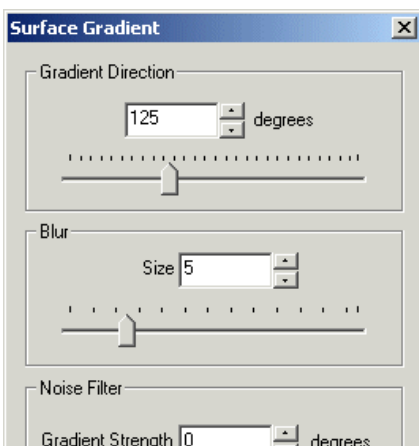 Surface Gradient
Gradient Direction
125 degrees
Blur
Size 5
Noise Filter
Gradient Strength 0 degrees